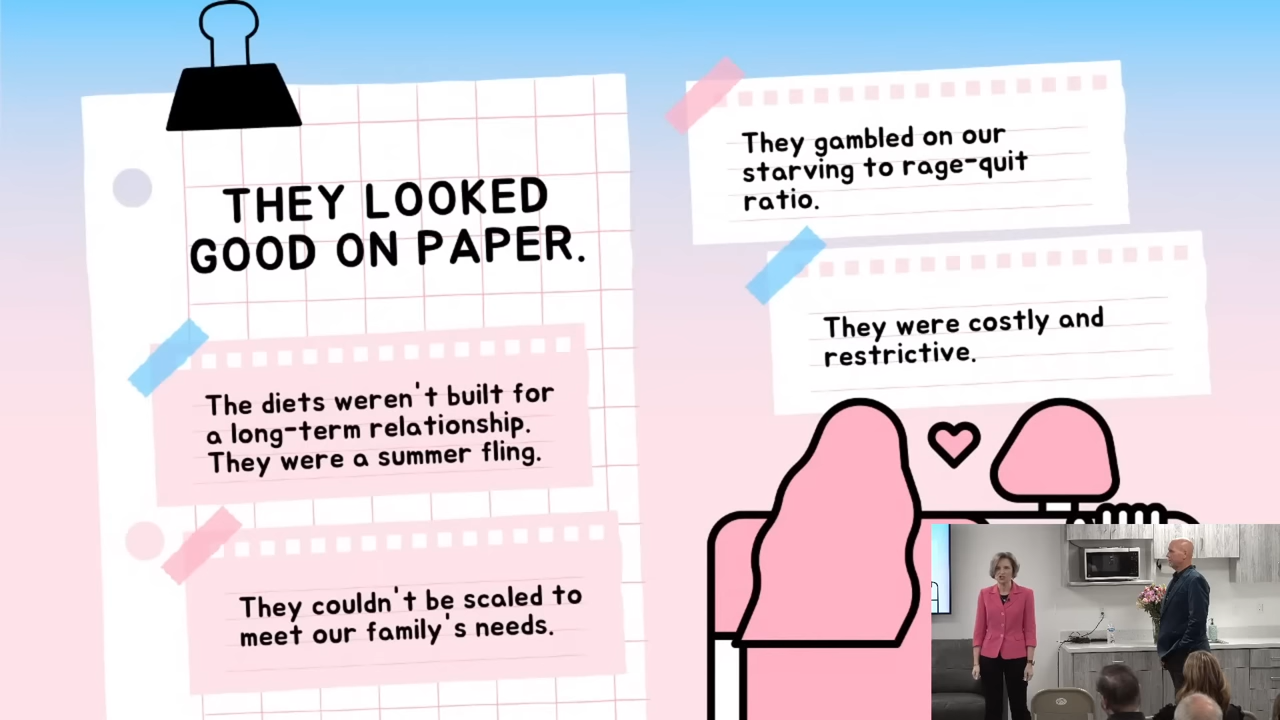 THEY LOOKED
GOOD ON PAPER.
The diets weren't built for
a long-term relationship.
They were a summer fling.
They couldn't be scaled to
meet our family's needs.
They gambled on our
starving to rage-quit
ratio.
They were costly and
restrictive.